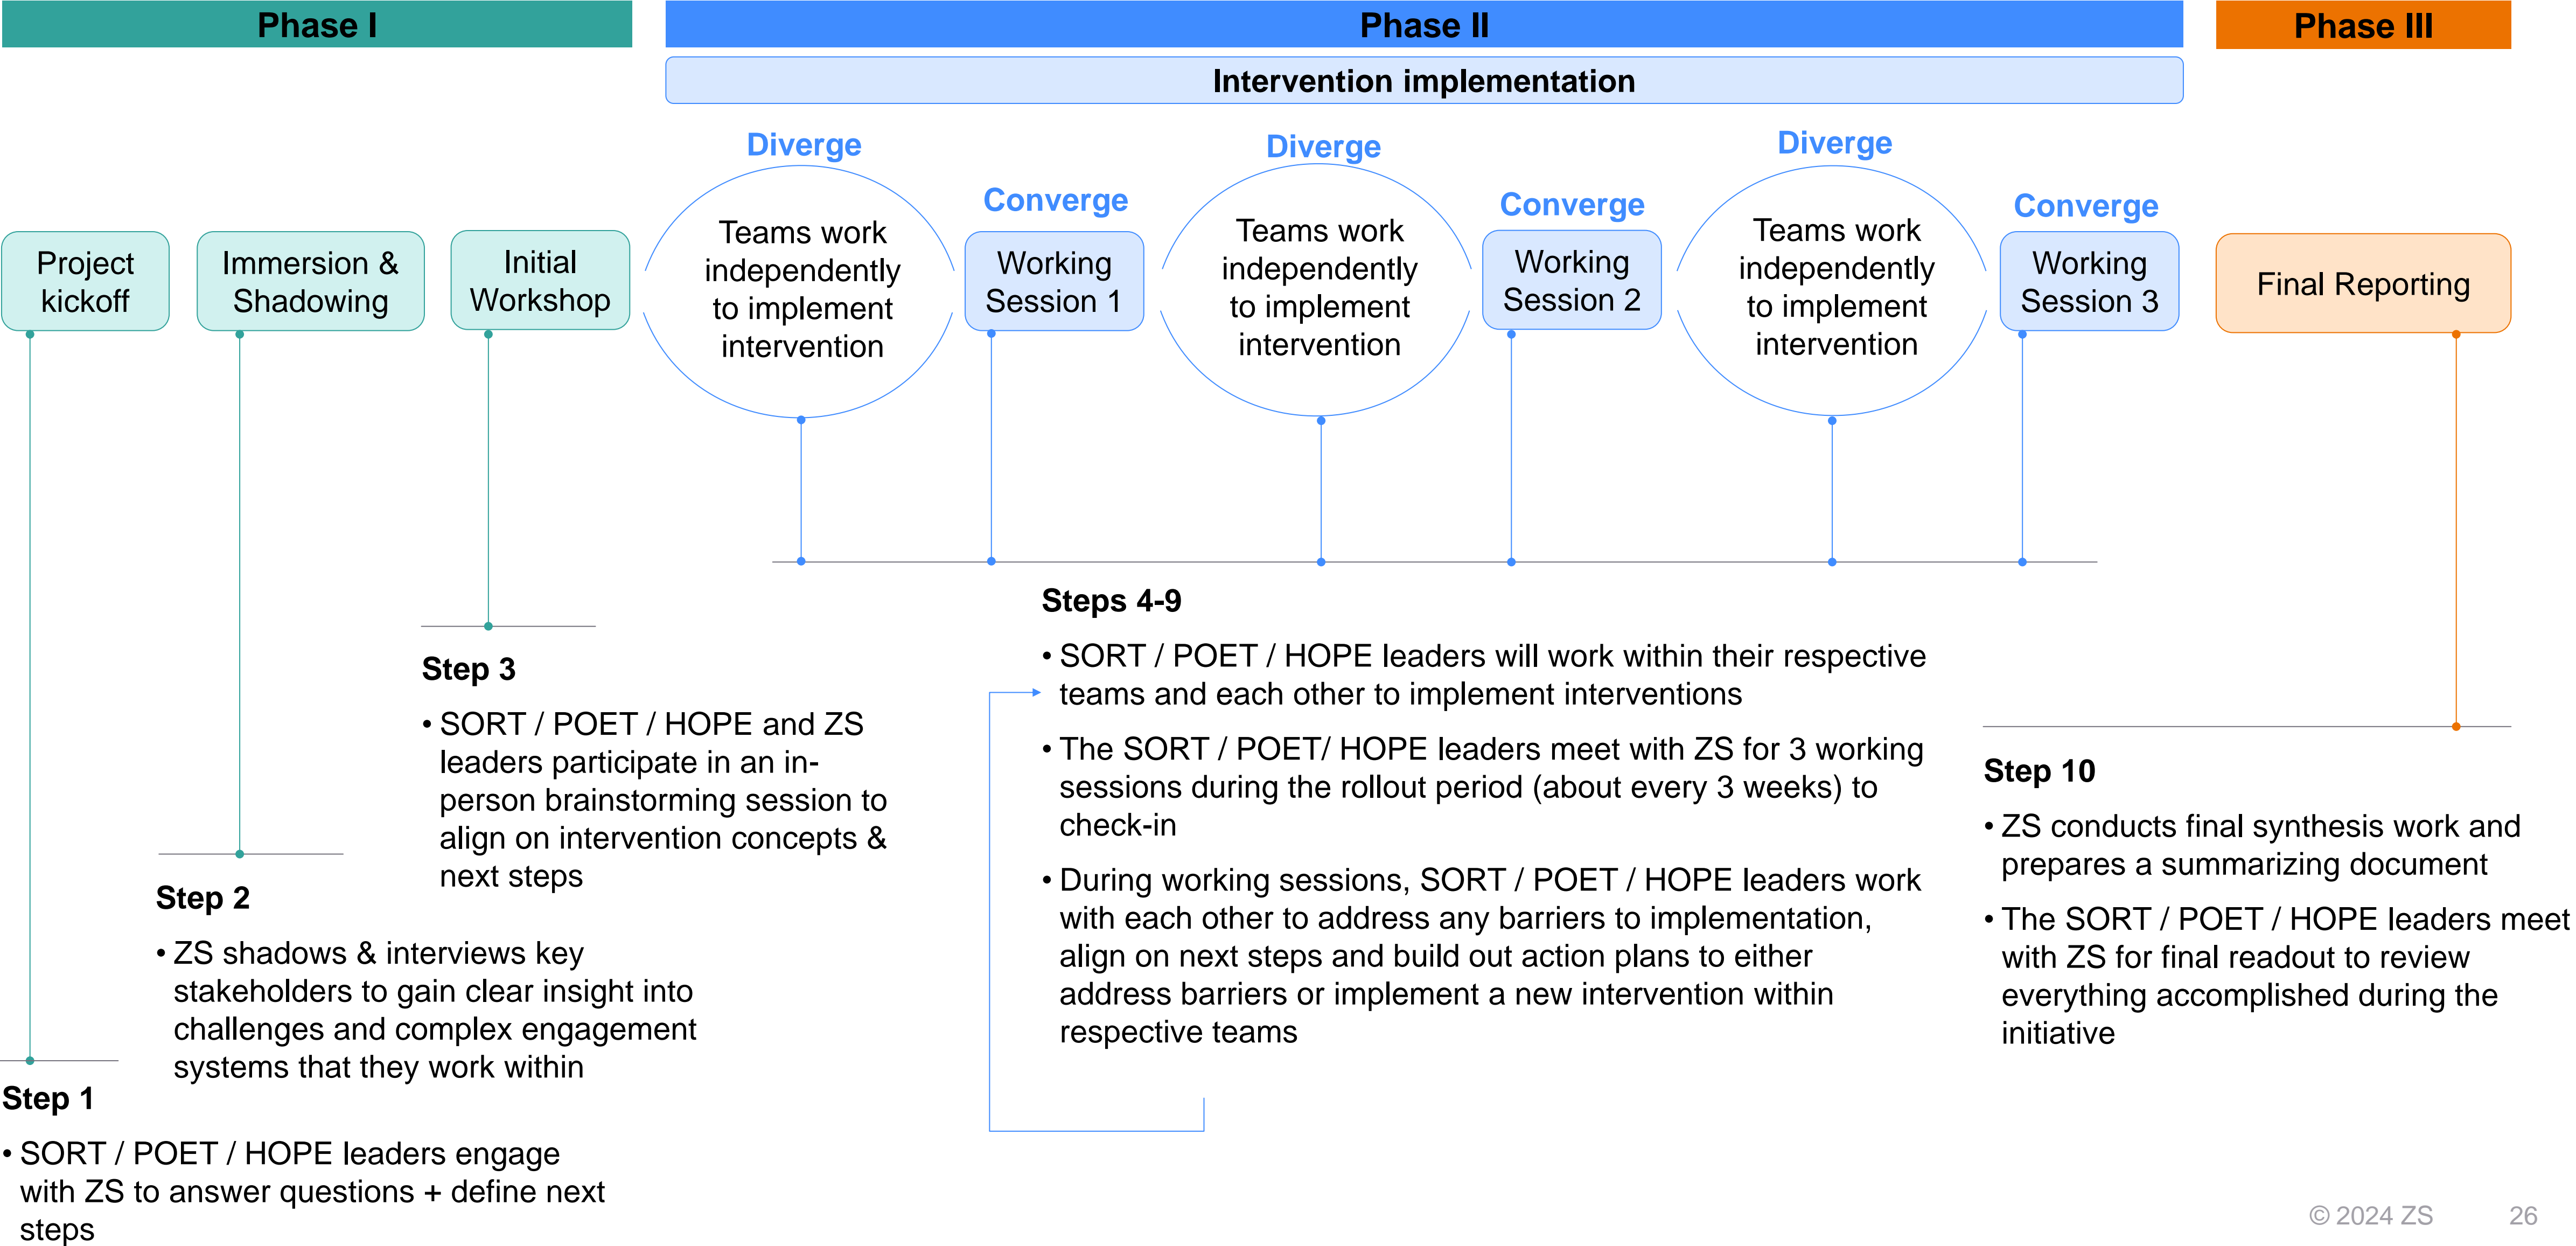 Phase I
Phase II
Phase III
Intervention implementation
Diverge
Diverge
Diverge
Converge
Converge
Converge
Project
kickoff
Immersion &
Shadowing
Initial
Workshop
Teams work
independently
to implement
intervention
Working
Session 1
Teams work
independently
to implement
intervention
Working
Session 2
Teams work
independently
to implement
intervention
Working
Session 3
Final Reporting
Step 1
• SORT / POET / HOPE leaders engage
with ZS to answer questions + define next
steps
Step 2
• ZS shadows & interviews key
stakeholders to gain clear insight into
challenges and complex engagement
systems that they work within
Step 3
• SORT / POET / HOPE and ZS
leaders participate in an in-
person brainstorming session to
align on intervention concepts &
next steps
Steps 4-9
• SORT / POET / HOPE leaders will work within their respective
teams and each other to implement interventions
• The SORT / POET/ HOPE leaders meet with ZS for 3 working
sessions during the rollout period (about every 3 weeks) to
check-in
• During working sessions, SORT / POET / HOPE leaders work
with each other to address any barriers to implementation,
align on next steps and build out action plans to either
address barriers or implement a new intervention within
respective teams
Step 10
• ZS conducts final synthesis work and
prepares a summarizing document
• The SORT / POET / HOPE leaders meet
with ZS for final readout to review
everything accomplished during the
initiative
© 2024 ZS
26